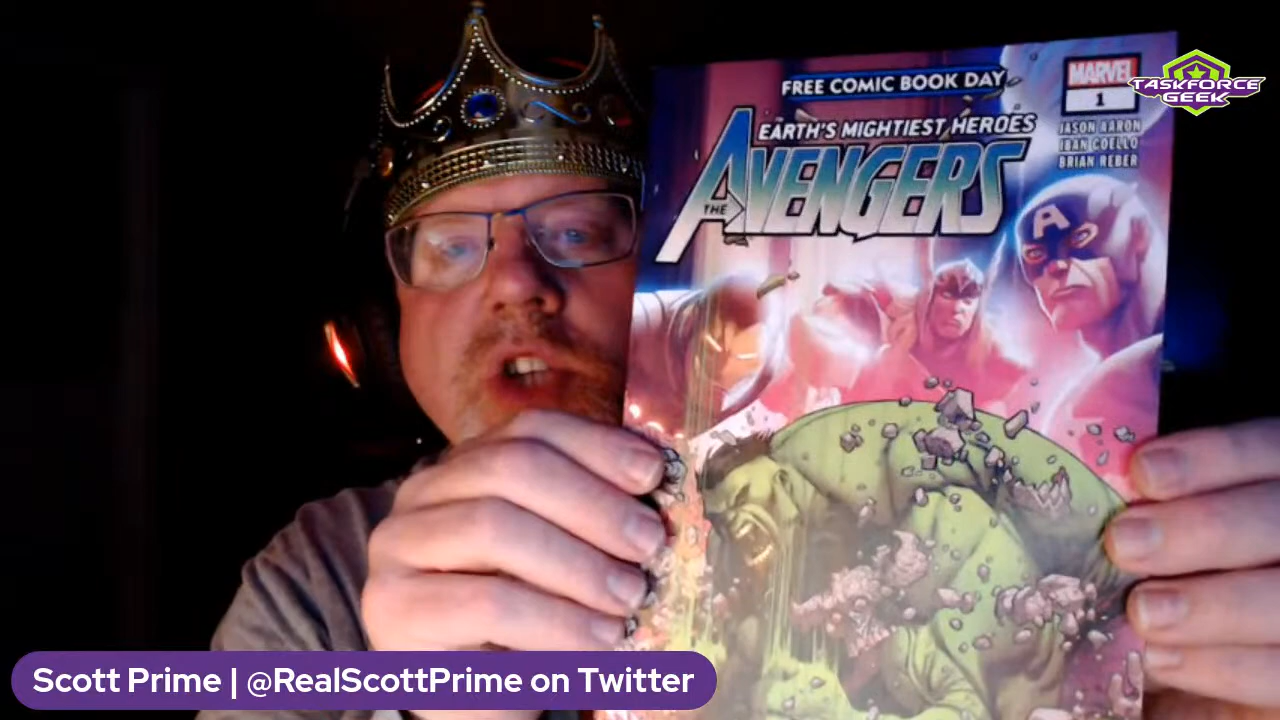 FREE COMIC BOOK DAY
MARVEL
1
EARTH'S MIGHTIEST HEROES
THE AVENGERS
JASON AARON
IBAN COELLO
BRIAN REBER
A
TASKFORCE
GEEK
Scott Prime | @RealScottPrime on Twitter